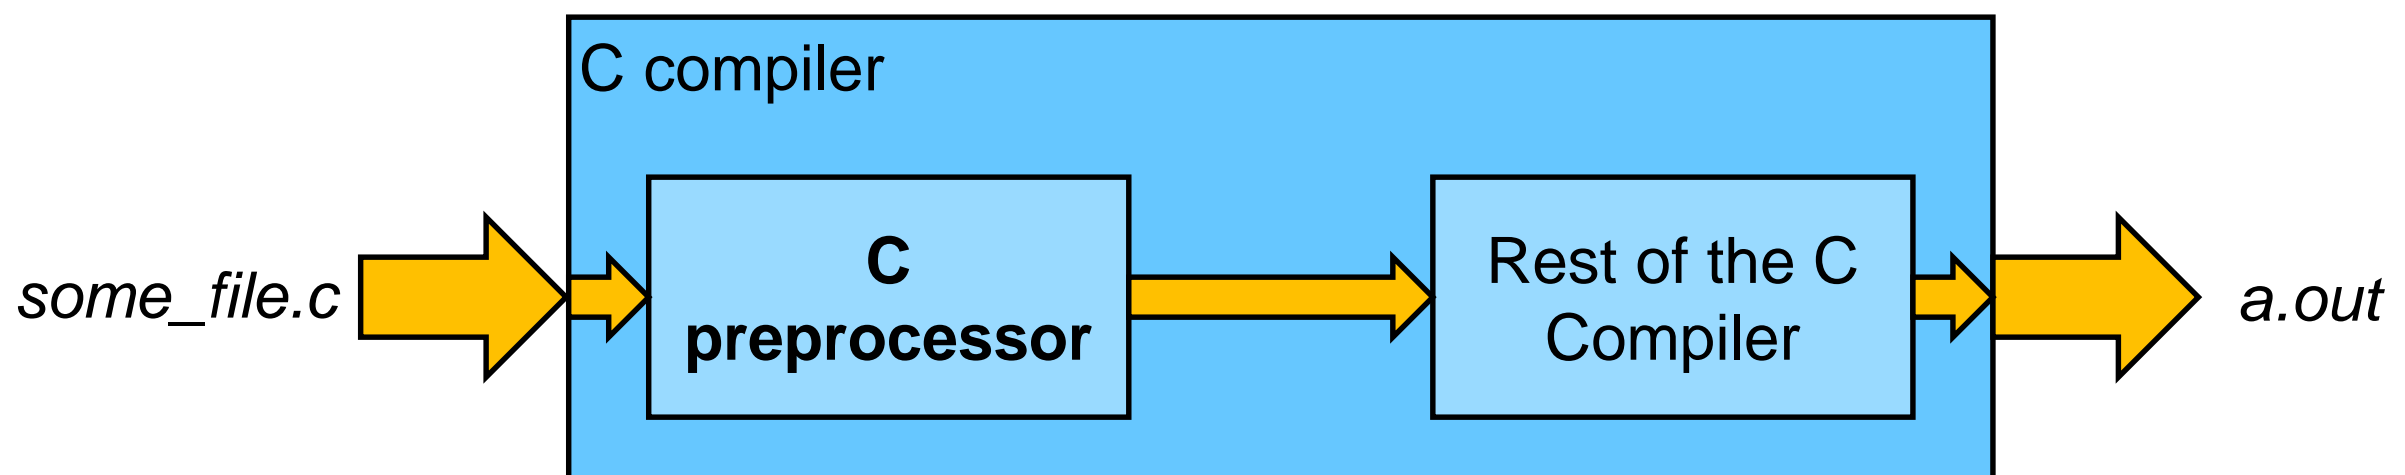 C compiler
some_file.c
C
preprocessor
Rest of the C
Compiler
a.out